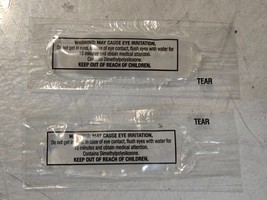 WARNING: MAY CAUSE EYE IRRITATION.
Do not get in eyes. In case of eye contact, flush eyes with water for
15 minutes and obtain medical attention.
Contains Dimethylpolysiloxane.
KEEP OUT OF REACH OF CHILDREN.
TEAR
TEAR
WARNING: MAY CAUSE EYE IRRITATION.
Do not get in eyes. In case of eye contact, flush eyes with water for
15 minutes and obtain medical attention.
Contains Dimethylpolysiloxane.
KEEP OUT OF REACH OF CHILDREN.